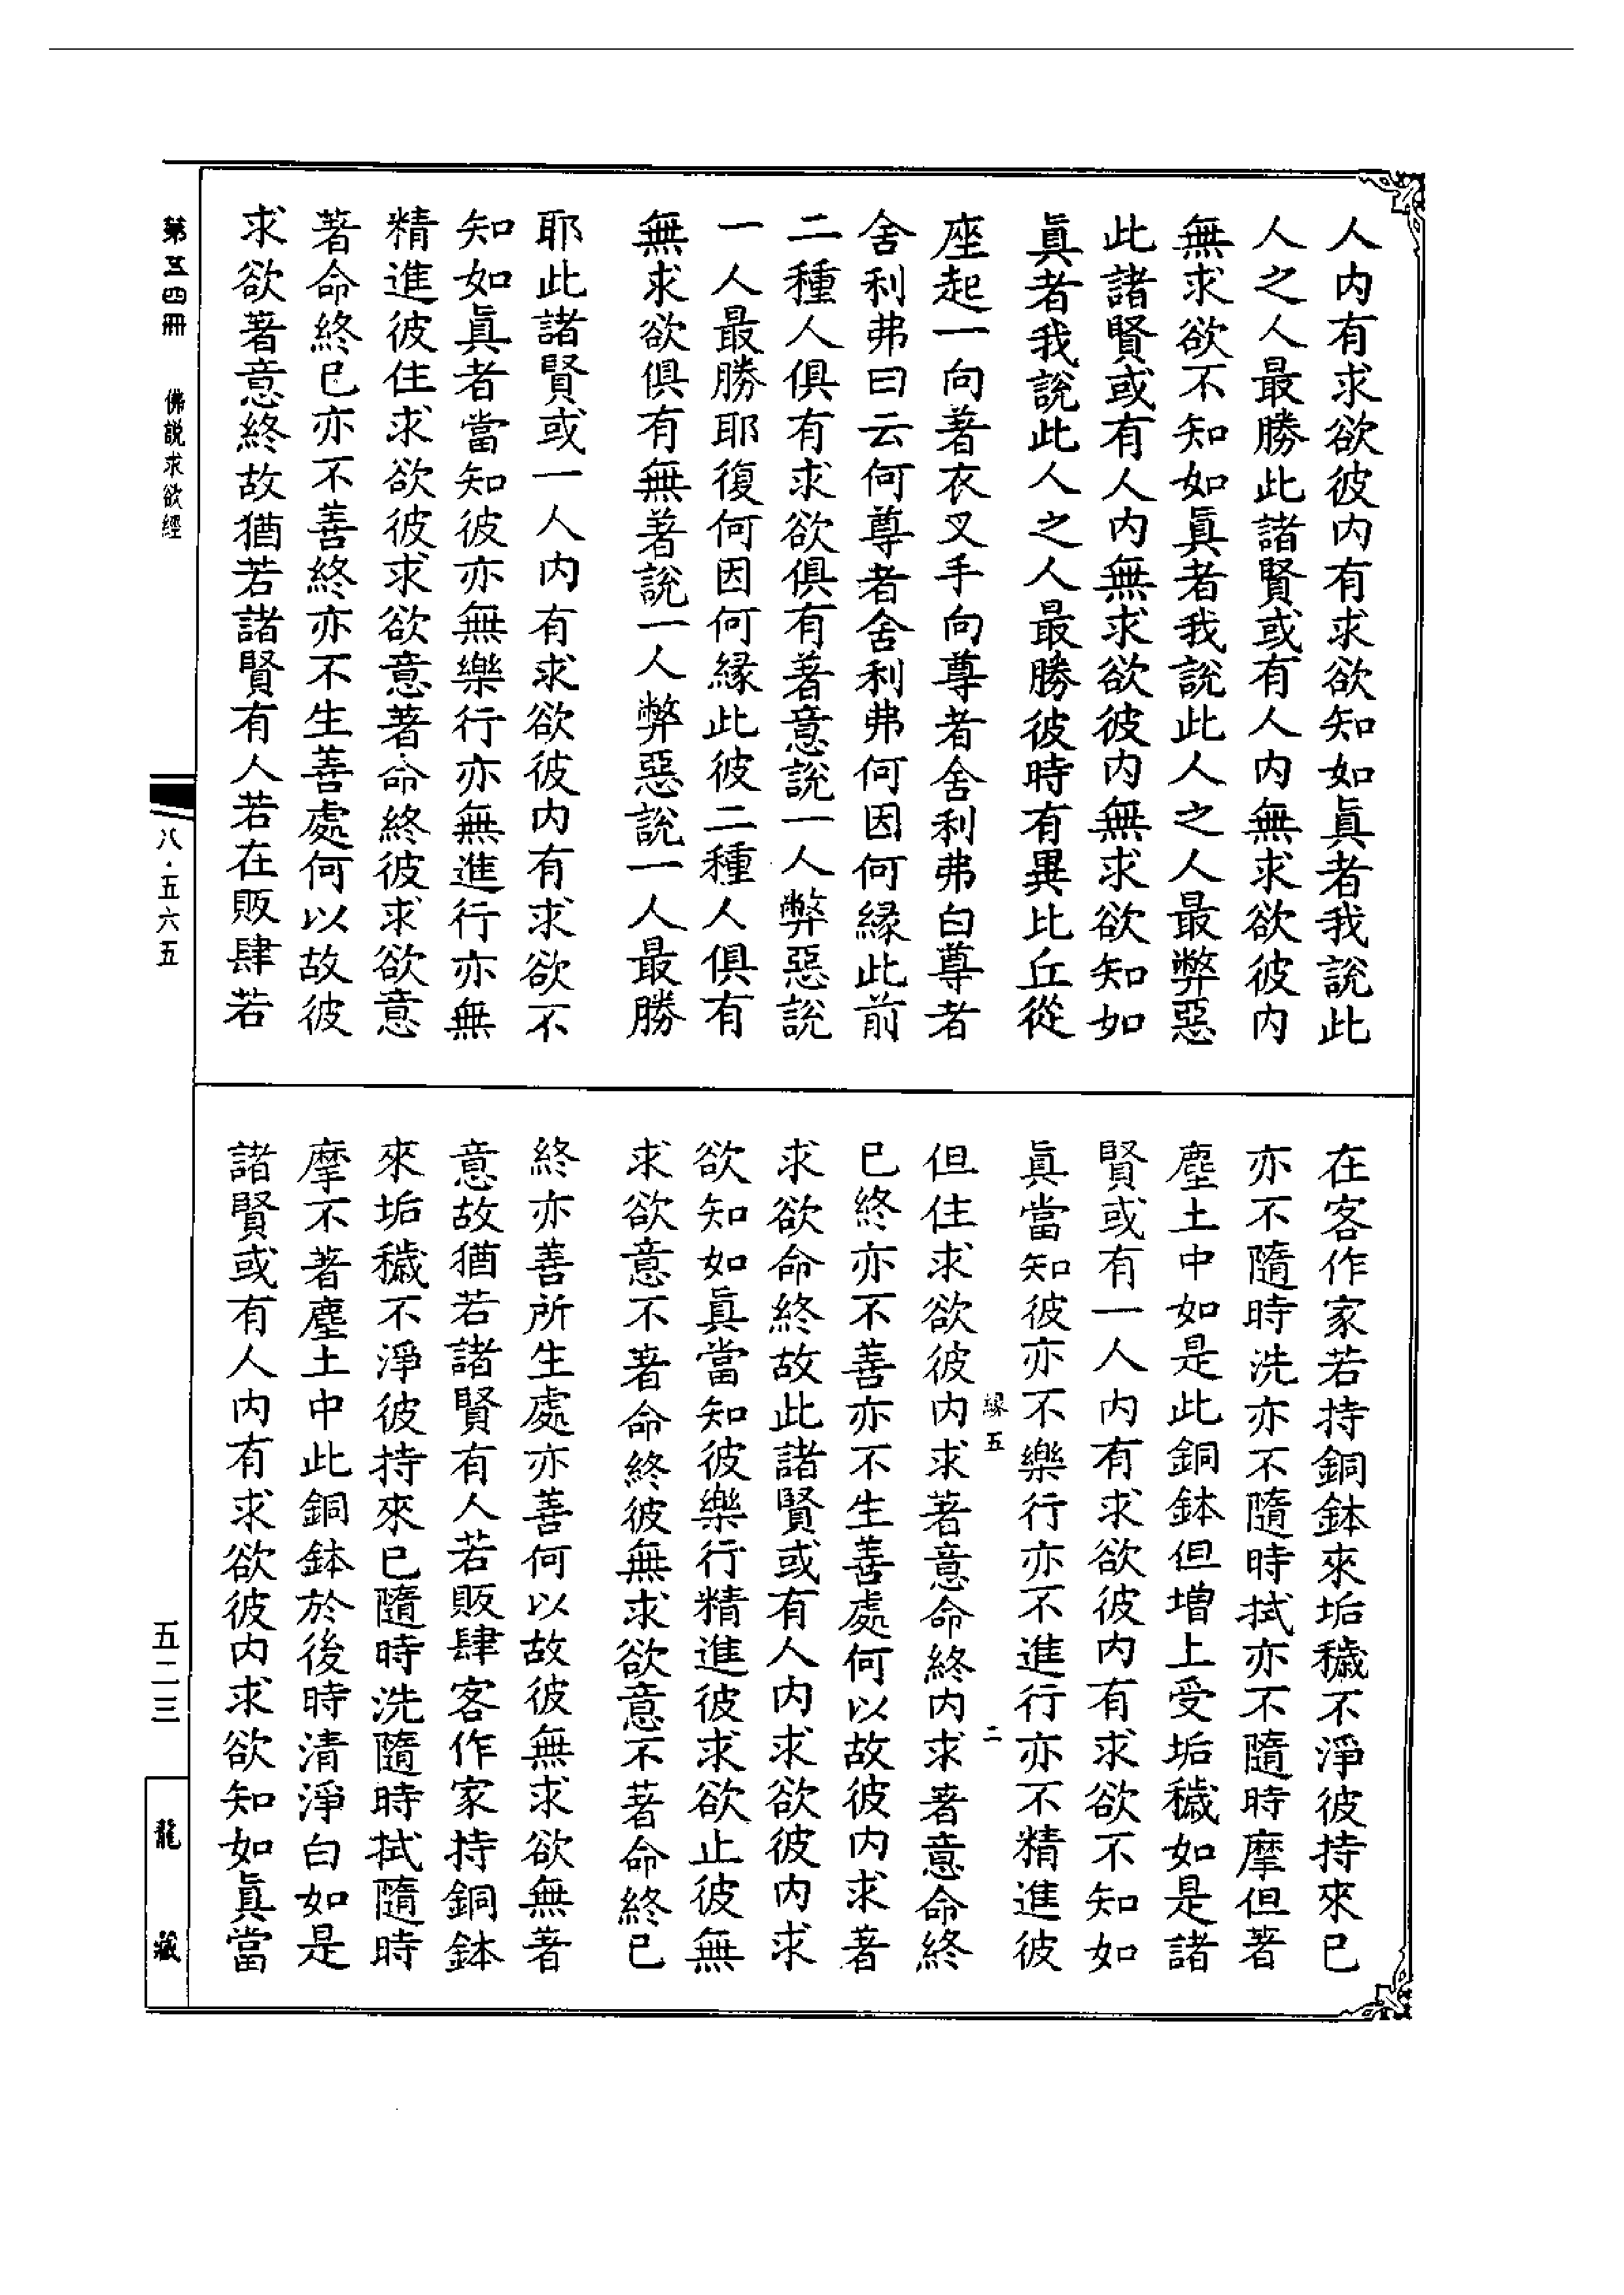 人内有求欲彼内有求欲知如眞者我說此
人之人最勝此諸賢或有人内無求欲彼内
無求欲不知如眞者我說此人之人最弊惡
此諸賢或有人内無求欲彼内無求欲知如
眞者我說此人之人最勝彼時有異比丘從
座起一向著衣叉手向尊者舍利弗白尊者
舍利弗曰云何尊者舍利弗何因何緣此前
二種人俱有求欲俱有著意說一人弊惡說
一人最勝耶復何因何緣此彼二種人俱有
無求欲俱有無著說一人弊惡說一人最勝
耶此諸賢或一人内有求欲彼内有求欲不
知如眞者當知彼亦無樂行亦無進行亦無
精進彼住求欲彼求欲意著命終彼求欲意
著命終已亦不善終亦不生善處何以故彼
求欲著意終故猶若諸賢有人若在販肆若
在客作家若持銅鉢來垢穢不淨彼持來已
亦不隨時洗亦不隨時拭亦不隨時摩但著
塵土中如是此銅鉢但增上受垢穢如是諸
賢或有一人内有求欲彼内有求欲不知如
眞當知彼亦不樂行亦不進行亦不精進彼
緣五 二
但住求欲彼内求著意命終内求著意命終
已終亦不善亦不生善處何以故彼内求著
求欲命終故此諸賢或有人内求欲彼内求
欲知如眞當知彼樂行精進彼求欲止彼無
求欲意不著命終彼無求欲意不著命終已
終亦善所生處亦善何以故彼無求欲無著
意故猶若諸賢有人若販肆客作家持銅鉢
來垢穢不淨彼持來已隨時洗隨時拭隨時
摩不著塵土中此銅鉢於後時清淨白如是
諸賢或有人内有求欲彼内求欲知如眞當
第五四冊 佛説求欲經
八·五六五
五二三
龍藏